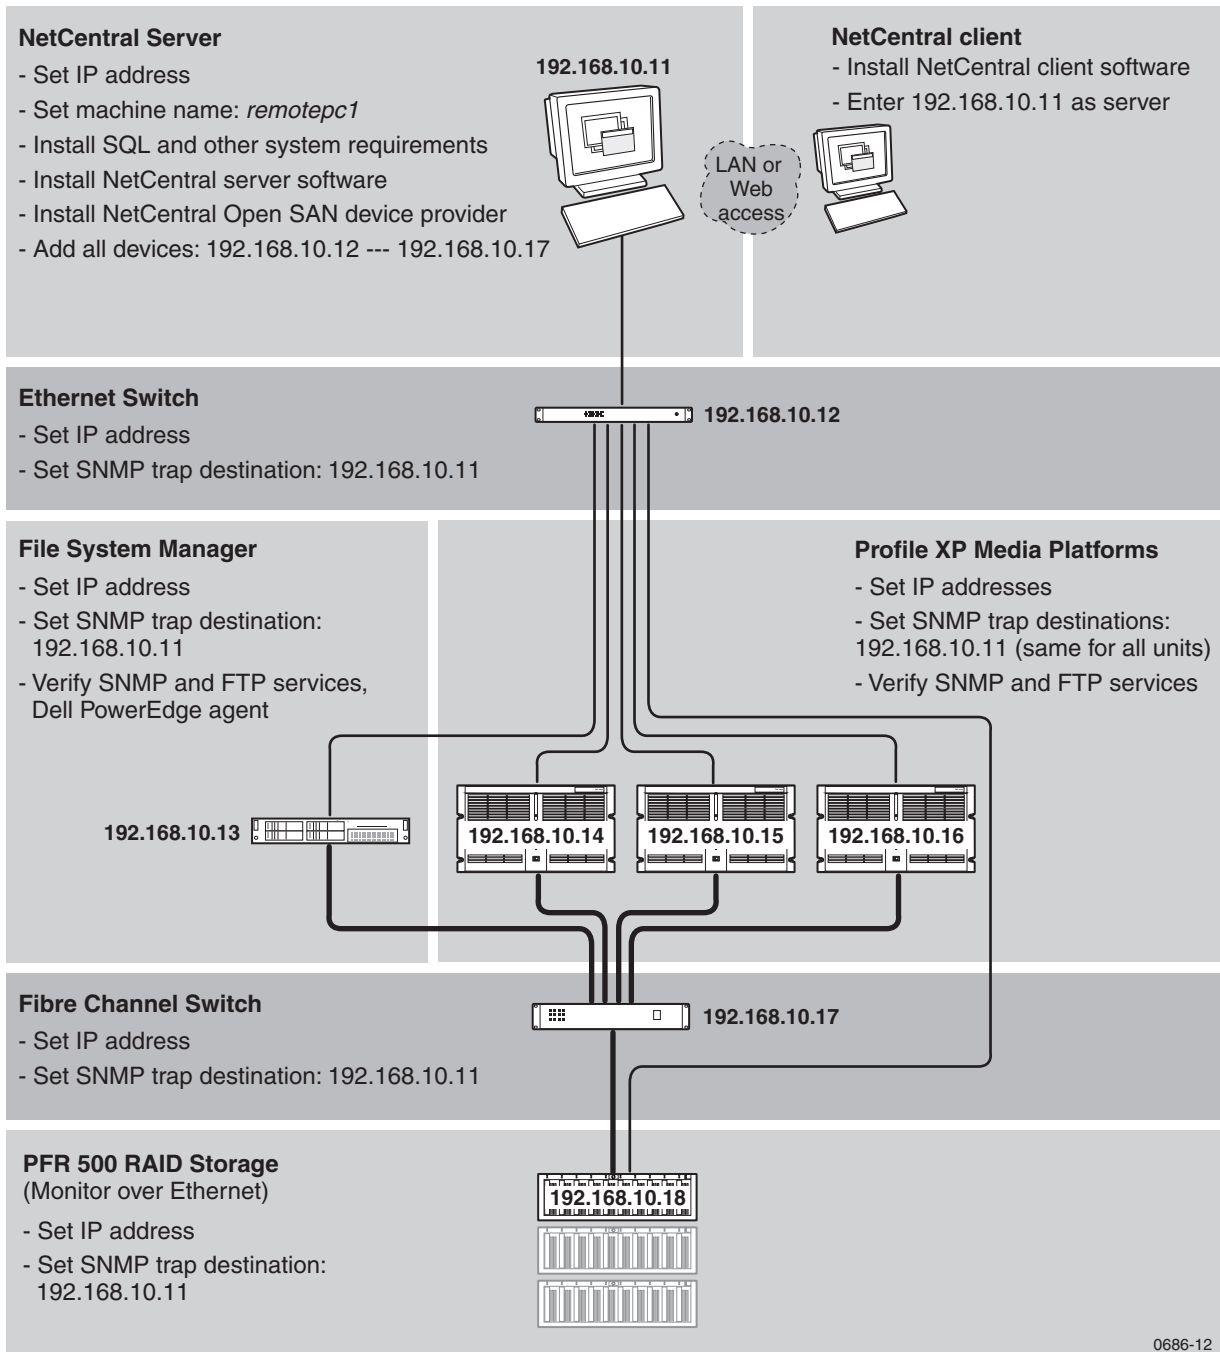 NetCentral Server
- Set IP address
- Set machine name: remotepc1
- Install SQL and other system requirements
- Install NetCentral server software
- Install NetCentral Open SAN device provider
- Add all devices: 192.168.10.12 --- 192.168.10.17
192.168.10.11
LAN or
Web
access
NetCentral client
- Install NetCentral client software
- Enter 192.168.10.11 as server
Ethernet Switch
- Set IP address
- Set SNMP trap destination: 192.168.10.11
192.168.10.12
File System Manager
- Set IP address
- Set SNMP trap destination:
192.168.10.11
- Verify SNMP and FTP services,
Dell PowerEdge agent
192.168.10.13
Profile XP Media Platforms
- Set IP addresses
- Set SNMP trap destinations:
192.168.10.11 (same for all units)
- Verify SNMP and FTP services
192.168.10.14
192.168.10.15
192.168.10.16
Fibre Channel Switch
- Set IP address
- Set SNMP trap destination: 192.168.10.11
192.168.10.17
PFR 500 RAID Storage
(Monitor over Ethernet)
- Set IP address
- Set SNMP trap destination:
192.168.10.11
192.168.10.18
0686-12